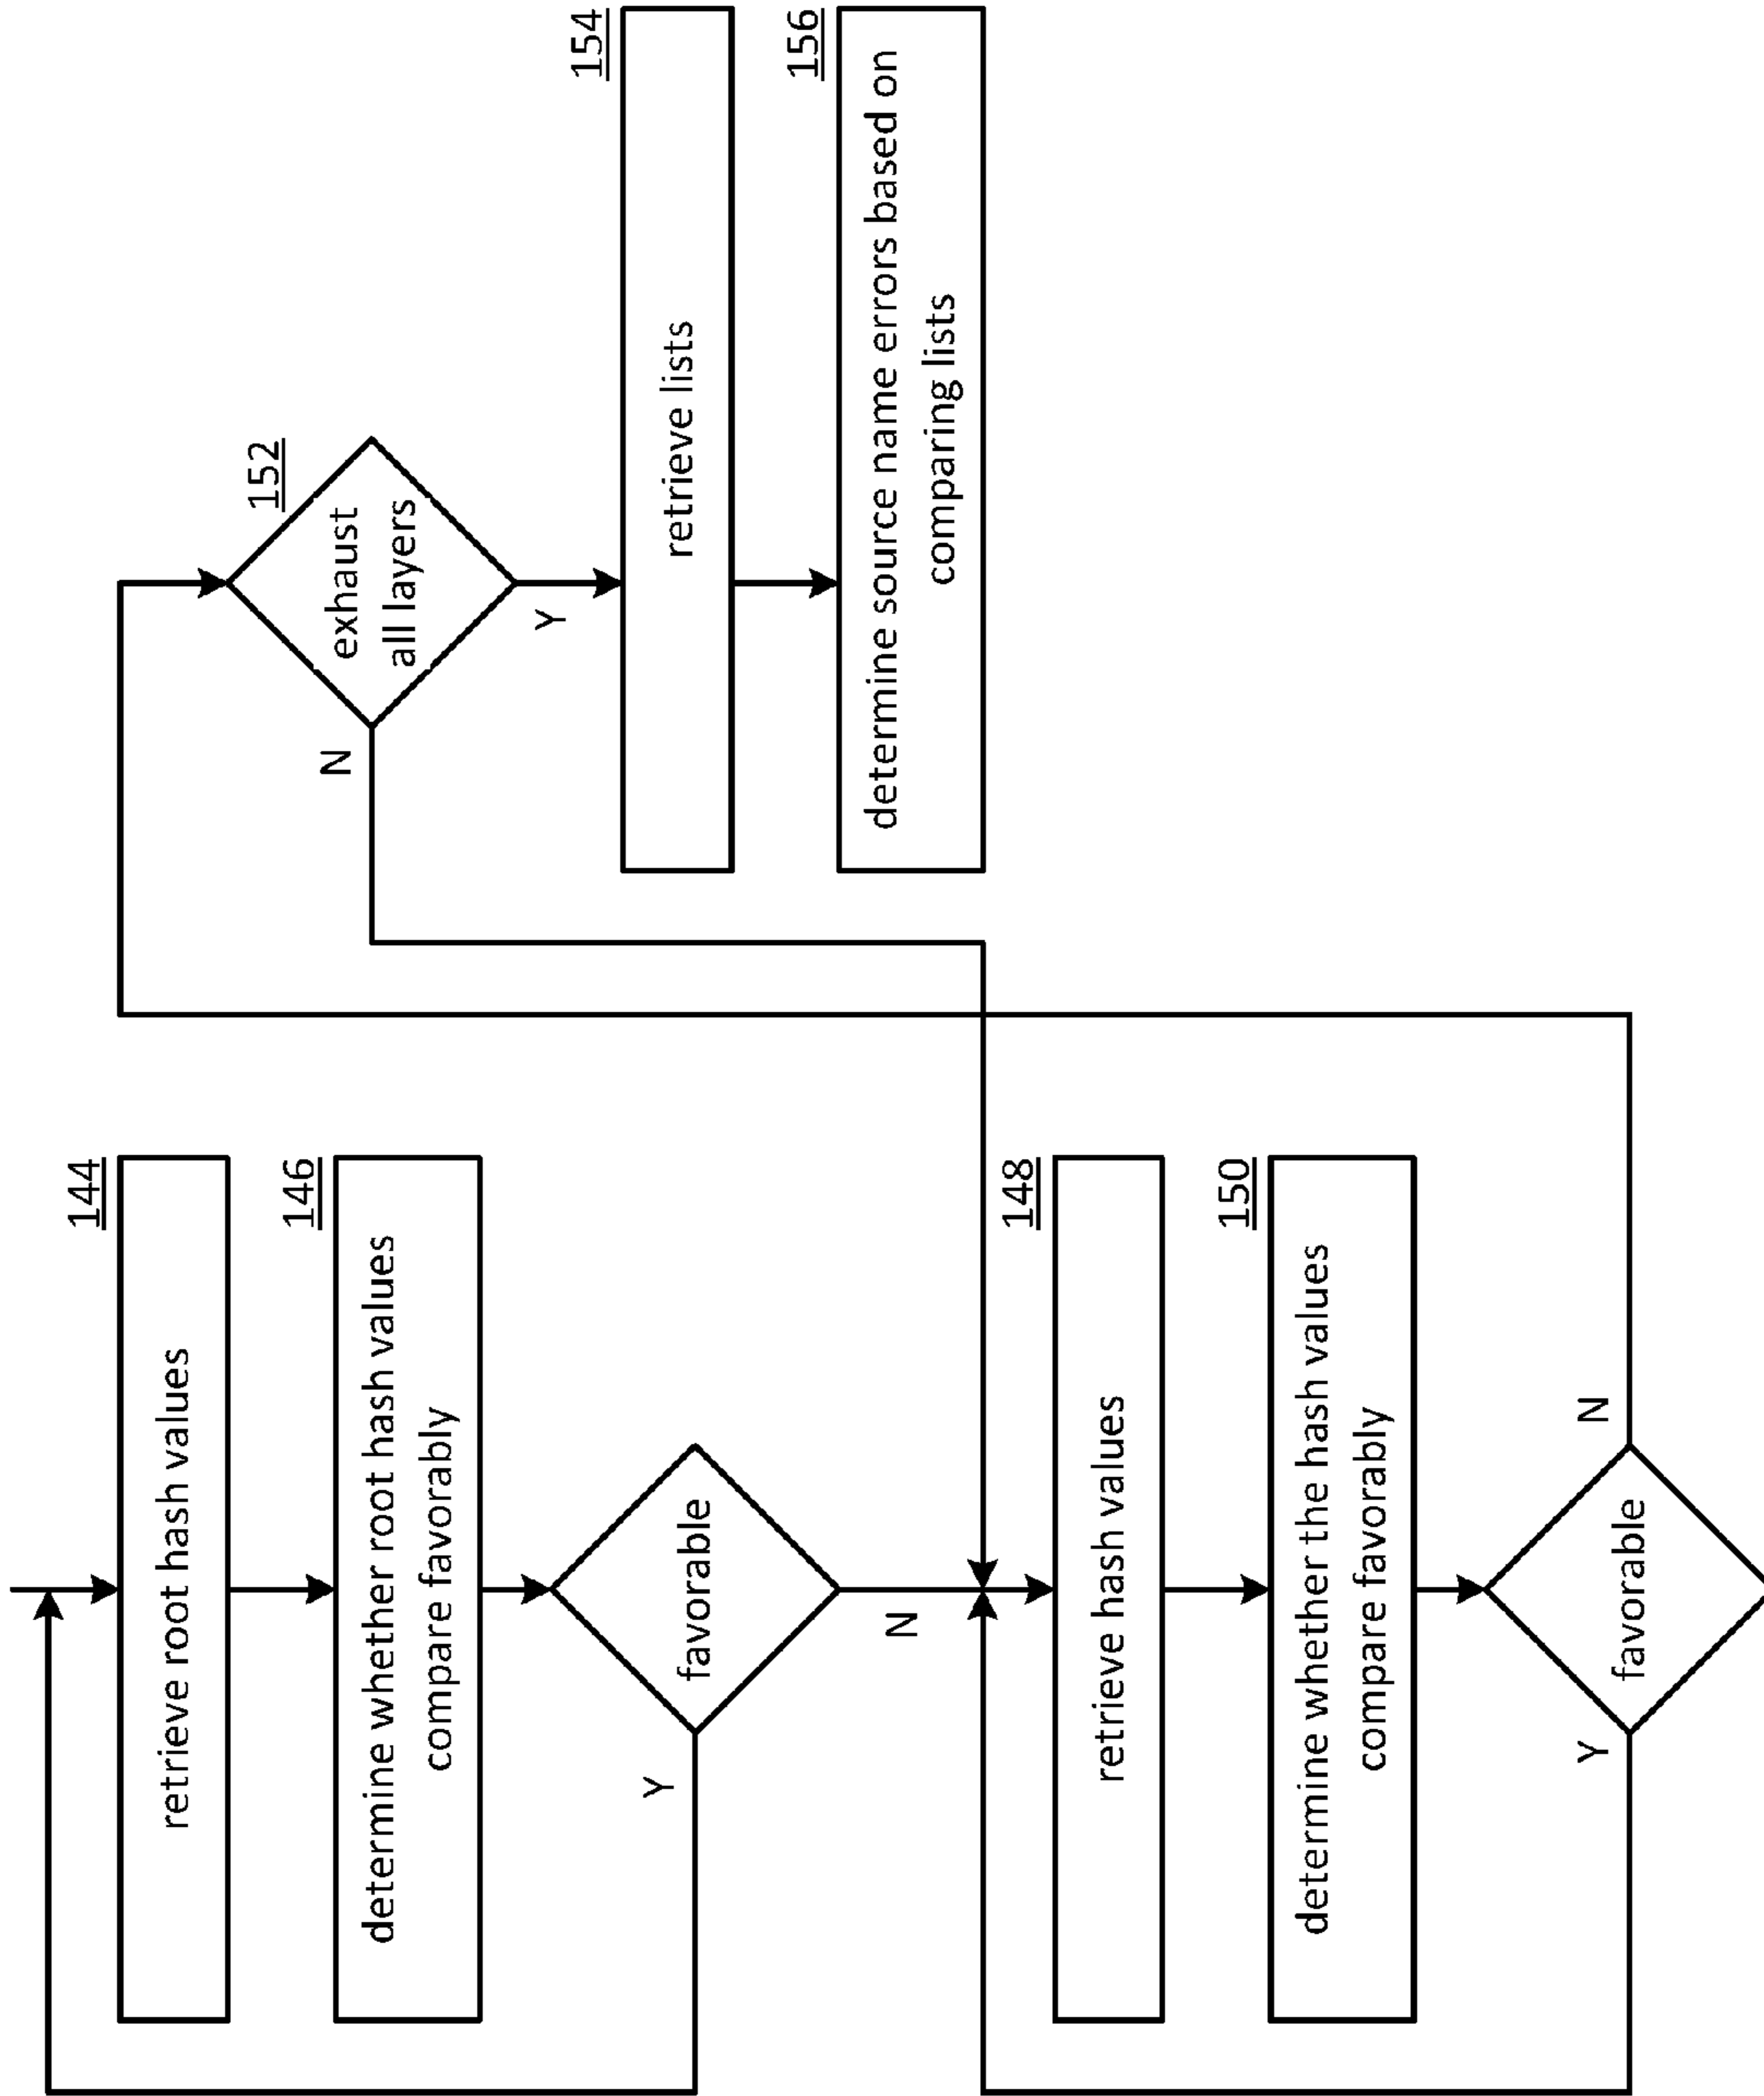 144
retrieve root hash values
146
determine whether root hash values
compare favorably
favorable
Y
N
148
retrieve hash values
150
determine whether the hash values
compare favorably
favorable
Y
N
152
exhaust
all layers
N
Y
154
retrieve lists
156
determine source name errors based on
comparing lists